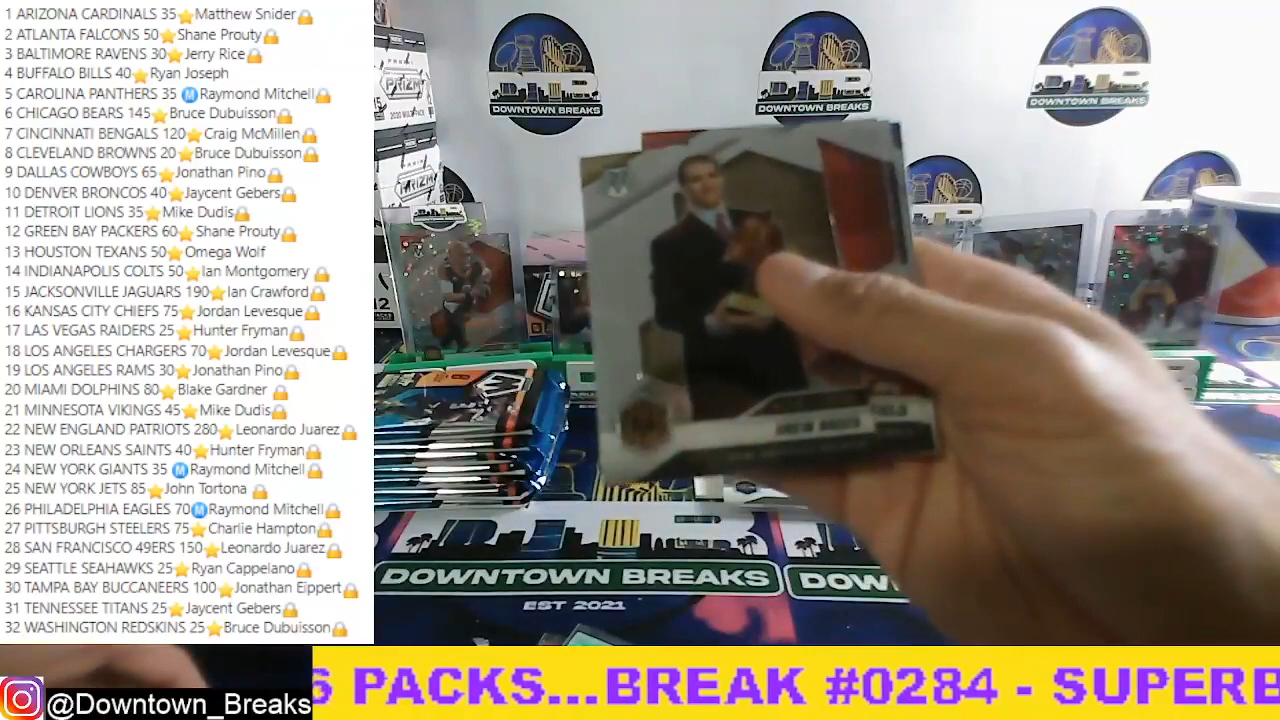 1 ARIZONA CARDINALS 35⭐Matthew Snider🔒
2 ATLANTA FALCONS 50⭐Shane Prouty🔒
3 BALTIMORE RAVENS 30⭐Jerry Rice🔒
4 BUFFALO BILLS 40⭐Ryan Joseph
5 CAROLINA PANTHERS 35 Ⓜ️Raymond Mitchell🔒
6 CHICAGO BEARS 145⭐Bruce Dubuisson🔒
7 CINCINNATI BENGALS 120⭐Craig McMillen🔒
8 CLEVELAND BROWNS 20⭐Bruce Dubuisson🔒
9 DALLAS COWBOYS 65⭐Jonathan Pino🔒
10 DENVER BRONCOS 40⭐Jaycent Gebers🔒
11 DETROIT LIONS 35⭐Mike Dudis🔒
12 GREEN BAY PACKERS 60⭐Shane Prouty🔒
13 HOUSTON TEXANS 50⭐Omega Wolf
14 INDIANAPOLIS COLTS 50⭐Ian Montgomery 🔒
15 JACKSONVILLE JAGUARS 190⭐Ian Crawford🔒
16 KANSAS CITY CHIEFS 75⭐Jordan Levesque🔒
17 LAS VEGAS RAIDERS 25⭐Hunter Fryman🔒
18 LOS ANGELES CHARGERS 70⭐Jordan Levesque🔒
19 LOS ANGELES RAMS 30⭐Jonathan Pino🔒
20 MIAMI DOLPHINS 80⭐Blake Gardner 🔒
21 MINNESOTA VIKINGS 45⭐Mike Dudis🔒
22 NEW ENGLAND PATRIOTS 280⭐Leonardo Juarez🔒
23 NEW ORLEANS SAINTS 40⭐Hunter Fryman🔒
24 NEW YORK GIANTS 35 Ⓜ️Raymond Mitchell🔒
25 NEW YORK JETS 85⭐John Tortona 🔒
26 PHILADELPHIA EAGLES 70Ⓜ️Raymond Mitchell🔒
27 PITTSBURGH STEELERS 75⭐Charlie Hampton🔒
28 SAN FRANCISCO 49ERS 150⭐Leonardo Juarez🔒
29 SEATTLE SEAHAWKS 25⭐Ryan Cappelano🔒
30 TAMPA BAY BUCCANEERS 100⭐Jonathan Eippert🔒
31 TENNESSEE TITANS 25⭐Jaycent Gebers🔒
32 WASHINGTON REDSKINS 25⭐Bruce Dubuisson🔒
DTB
DOWNTOWN BREAKS
DTB
DOWNTOWN BREAKS
DTB
DOWNTOWN BREAKS
PRIZM
DOWNTOWN BREAKS
EST 2021
DOWN
@Downtown_Breaks
6 PACKS...BREAK #0284 - SUPERB